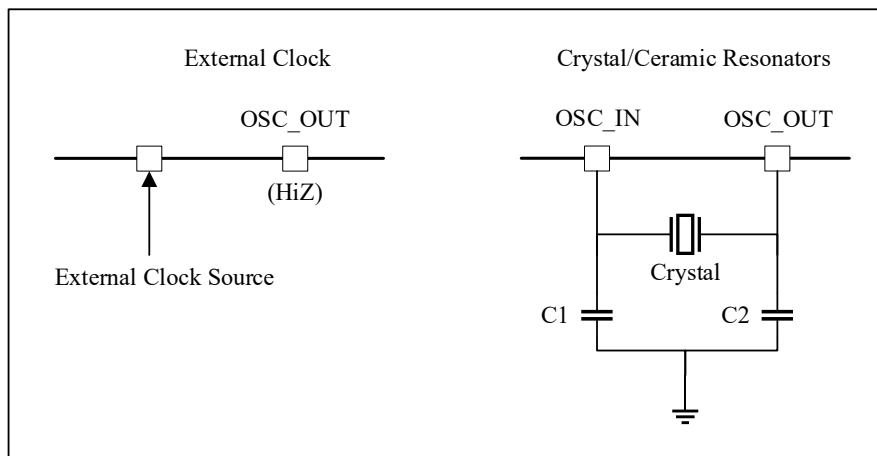 External Clock
OSC_OUT
(HiZ)
External Clock Source
Crystal/Ceramic Resonators
OSC_IN
OSC_OUT
Crystal
C1
C2